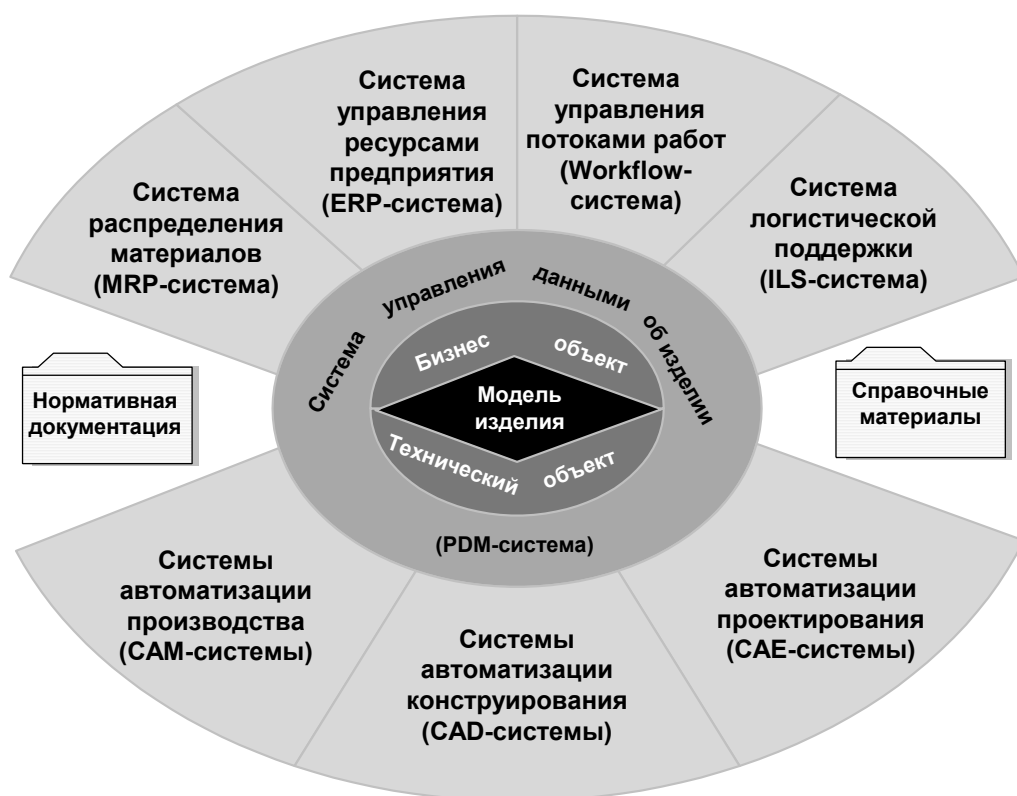 Система
управления
ресурсами
предприятия
(ERP-система)
Система
управления
потоками работ
(Workflow-
система)
Система
распределения
материалов
(MRP-система)
Система
логистической
поддержки
(ILS-система)
Система управления данными об изделии
Бизнес объект
Модель
изделия
Технический объект
(PDM-система)
Нормативная
документация
Справочные
материалы
Системы
автоматизации
производства
(CAM-системы)
Системы
автоматизации
конструирования
(CAD-системы)
Системы
автоматизации
проектирования
(CAE-системы)